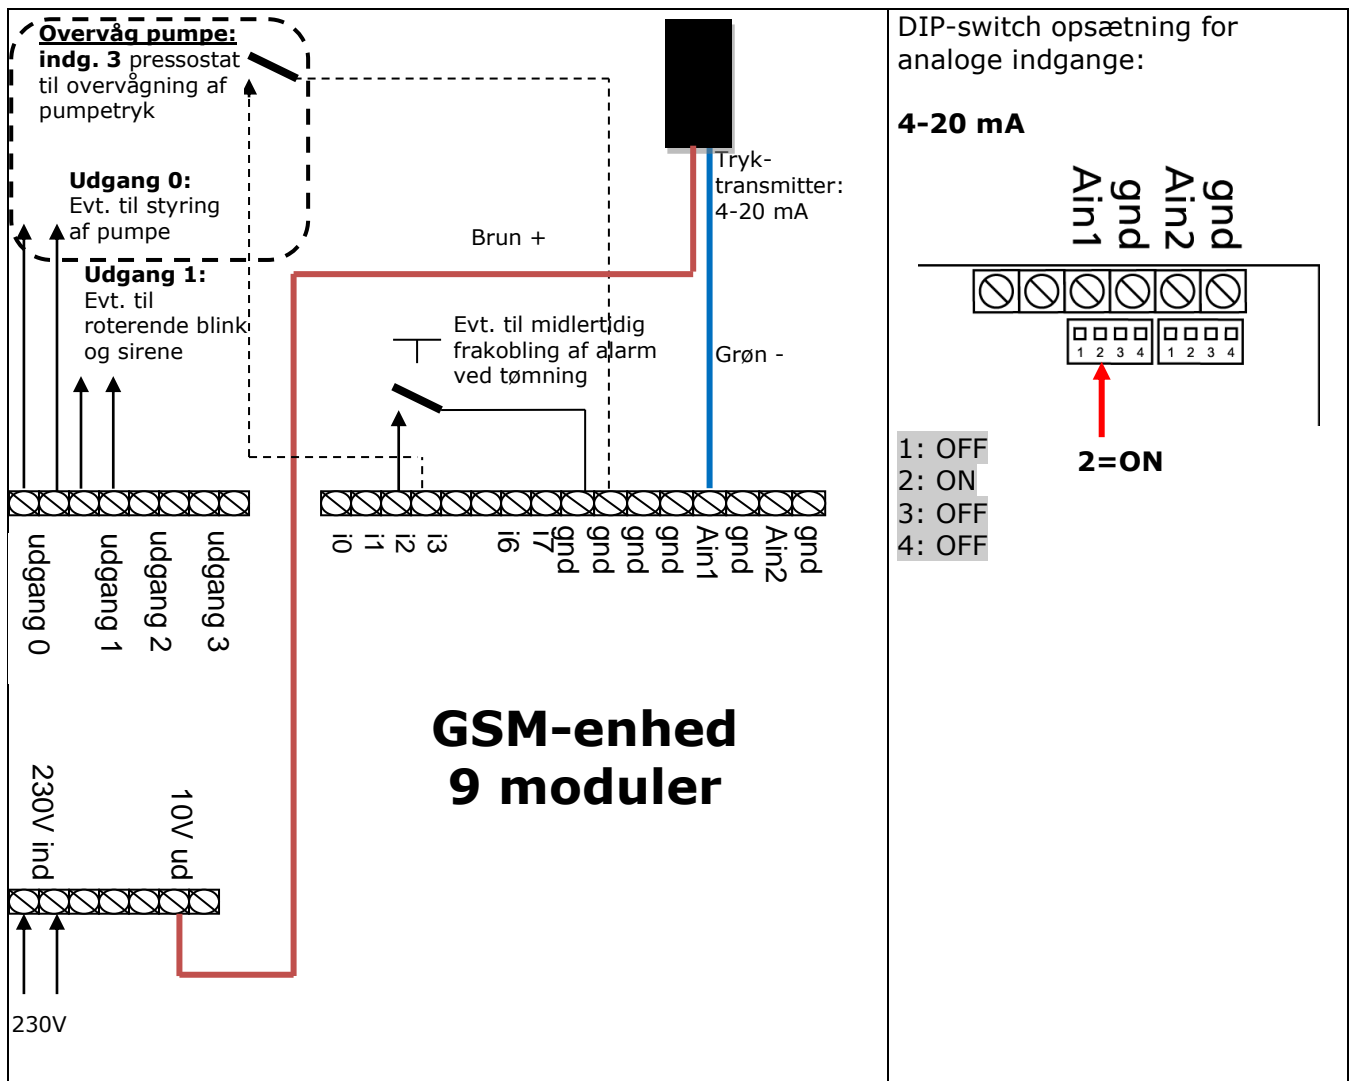 Overvåg pumpe:
indg. 3 pressostat
til overvågning af
pumpetryk
Udgang 0:
Evt. til styring
af pumpe
Udgang 1:
Evt. til
roterende blink
og sirene
Brun +
Tryk-
transmitter:
4-20 mA
Evt. til midlertidig
frakobling af alarm
ved tømning
Grøn -
udgang 0
udgang 1
udgang 2
udgang 3
i0
i1
i2
i3
i6
i7
gnd
gnd
gnd
gnd
Ain1
gnd
Ain2
gnd
GSM-enhed
9 moduler
230V ind
10V ud
230V
DIP-switch opsætning for
analoge indgange:
4-20 mA
Ain1
gnd
Ain2
gnd
1 2 3 4 1 2 3 4
2=ON
1: OFF
2: ON
3: OFF
4: OFF